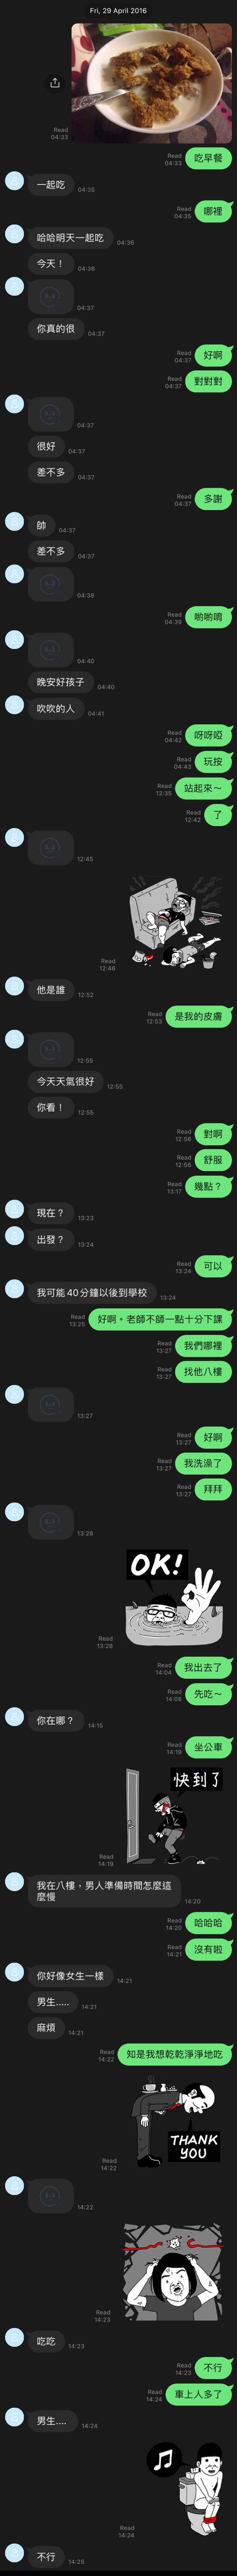 Fri, 29 April 2016
Read
04:33
吃早餐
Read
04:33
一起吃
04:35
哪裡
Read
04:35
哈哈明天一起吃
04:36
今天！
04:36
04:37
你真的很
04:37
好啊
Read
04:37
對對對
Read
04:37
04:37
很好
04:37
差不多
04:37
多謝
Read
04:37
帥
04:37
差不多
04:37
04:38
喲喲唷
Read
04:39
04:40
晚安好孩子
04:40
吹吹的人
04:41
呀呀啞
Read
04:42
玩按
Read
04:43
站起來～
Read
12:35
了
Read
12:42
12:45
Read
12:46
他是誰
12:52
是我的皮膚
Read
12:53
12:55
今天天氣很好
12:55
你看！
12:55
對啊
Read
12:56
舒服
Read
12:56
幾點？
Read
13:17
現在？
13:23
出發？
13:24
可以
Read
13:24
我可能40分鐘以後到學校
13:24
好啊。老師不師一點十分下課
Read
13:25
我們哪裡
Read
13:27
找他八樓
Read
13:27
13:27
好啊
Read
13:27
我洗澡了
Read
13:27
拜拜
Read
13:27
13:28
OK!
Read
13:28
我出去了
Read
14:04
先吃～
Read
14:06
你在哪？
14:15
坐公車
Read
14:19
快到了
Read
14:19
我在八樓，男人準備時間怎麼這
麼慢
14:20
哈哈哈
Read
14:20
沒有啦
Read
14:21
你好像女生一樣
14:21
男生.....
14:21
麻煩
14:21
知是我想乾乾淨淨地吃
Read
14:22
THANK
YOU
Read
14:22
14:22
Read
14:23
吃吃
14:23
不行
Read
14:23
車上人多了
Read
14:24
男生....
14:24
Read
14:24
不行
14:25